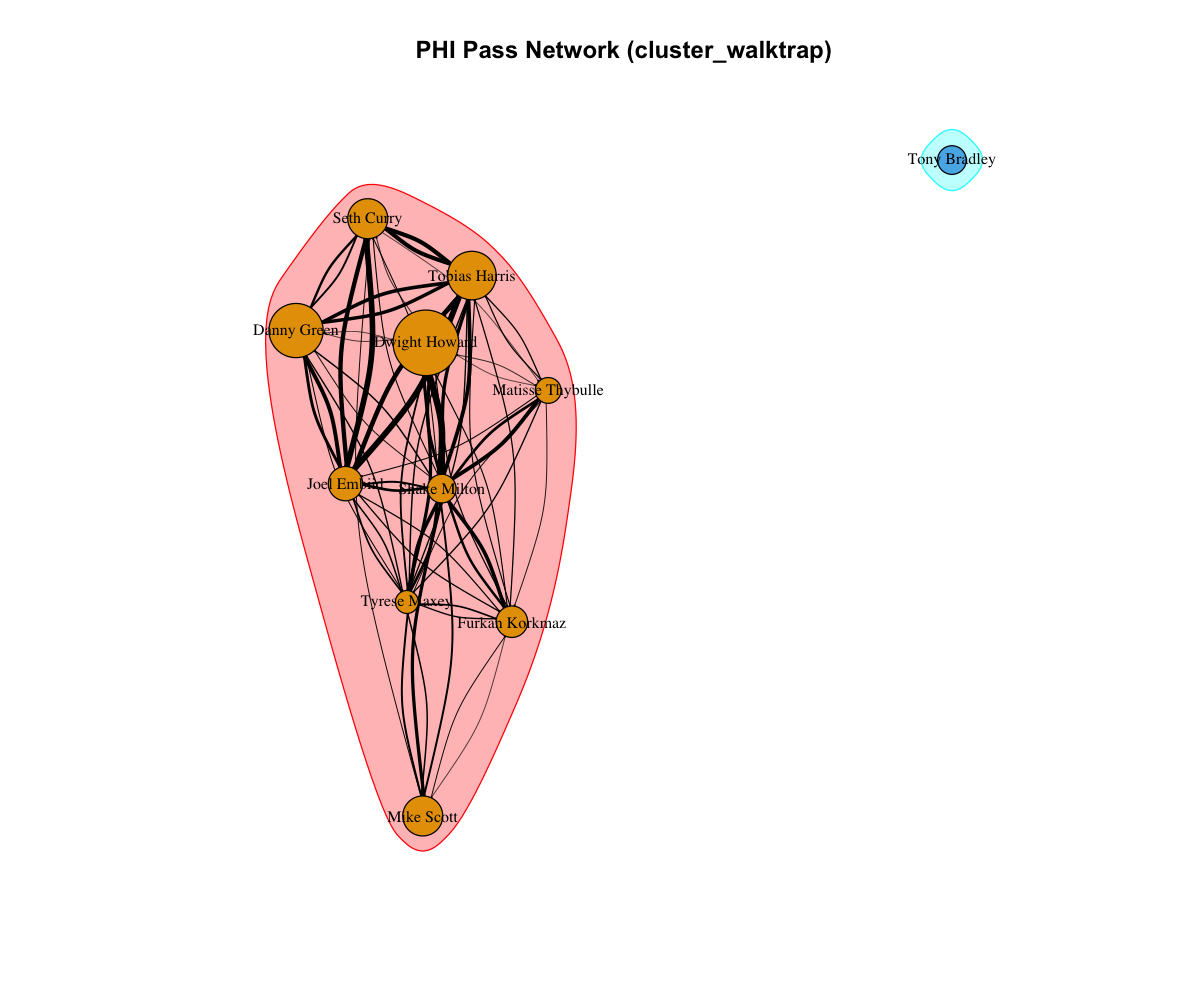 PHI Pass Network (cluster_walktrap)
Tony Bradley
Seth Curry
Tobias Harris
Danny Green
Dwight Howard
Matisse Thybulle
Joel Embiid
Shake Milton
Tyrese Maxey
Furkan Korkmaz
Mike Scott